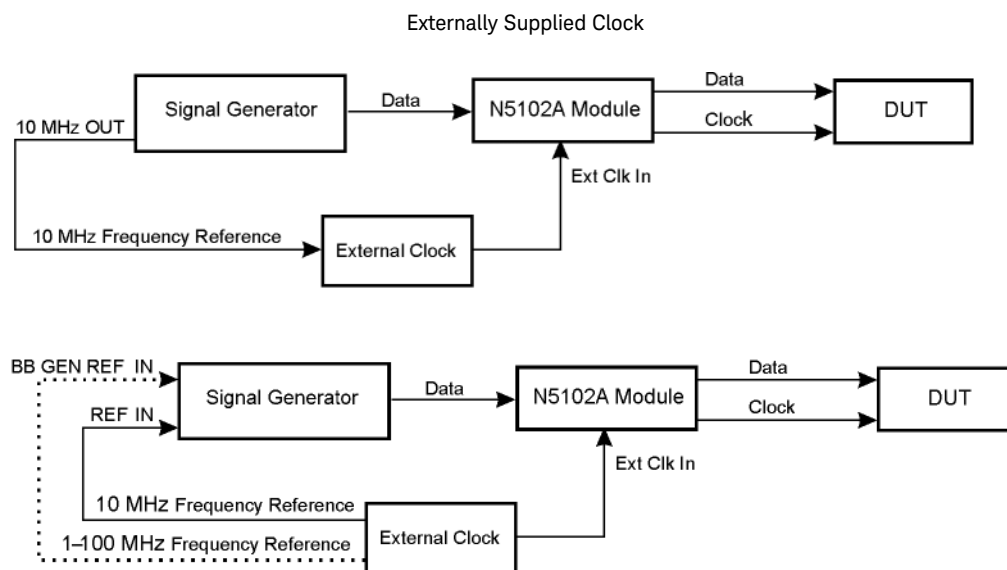 Externally Supplied Clock
Signal Generator
Data
N5102A Module
Data
Clock
DUT
10 MHz OUT
Ext Clk In
10 MHz Frequency Reference
External Clock
BB GEN REF IN
REF IN
Signal Generator
Data
N5102A Module
Data
Clock
DUT
Ext Clk In
10 MHz Frequency Reference
1–100 MHz Frequency Reference
External Clock